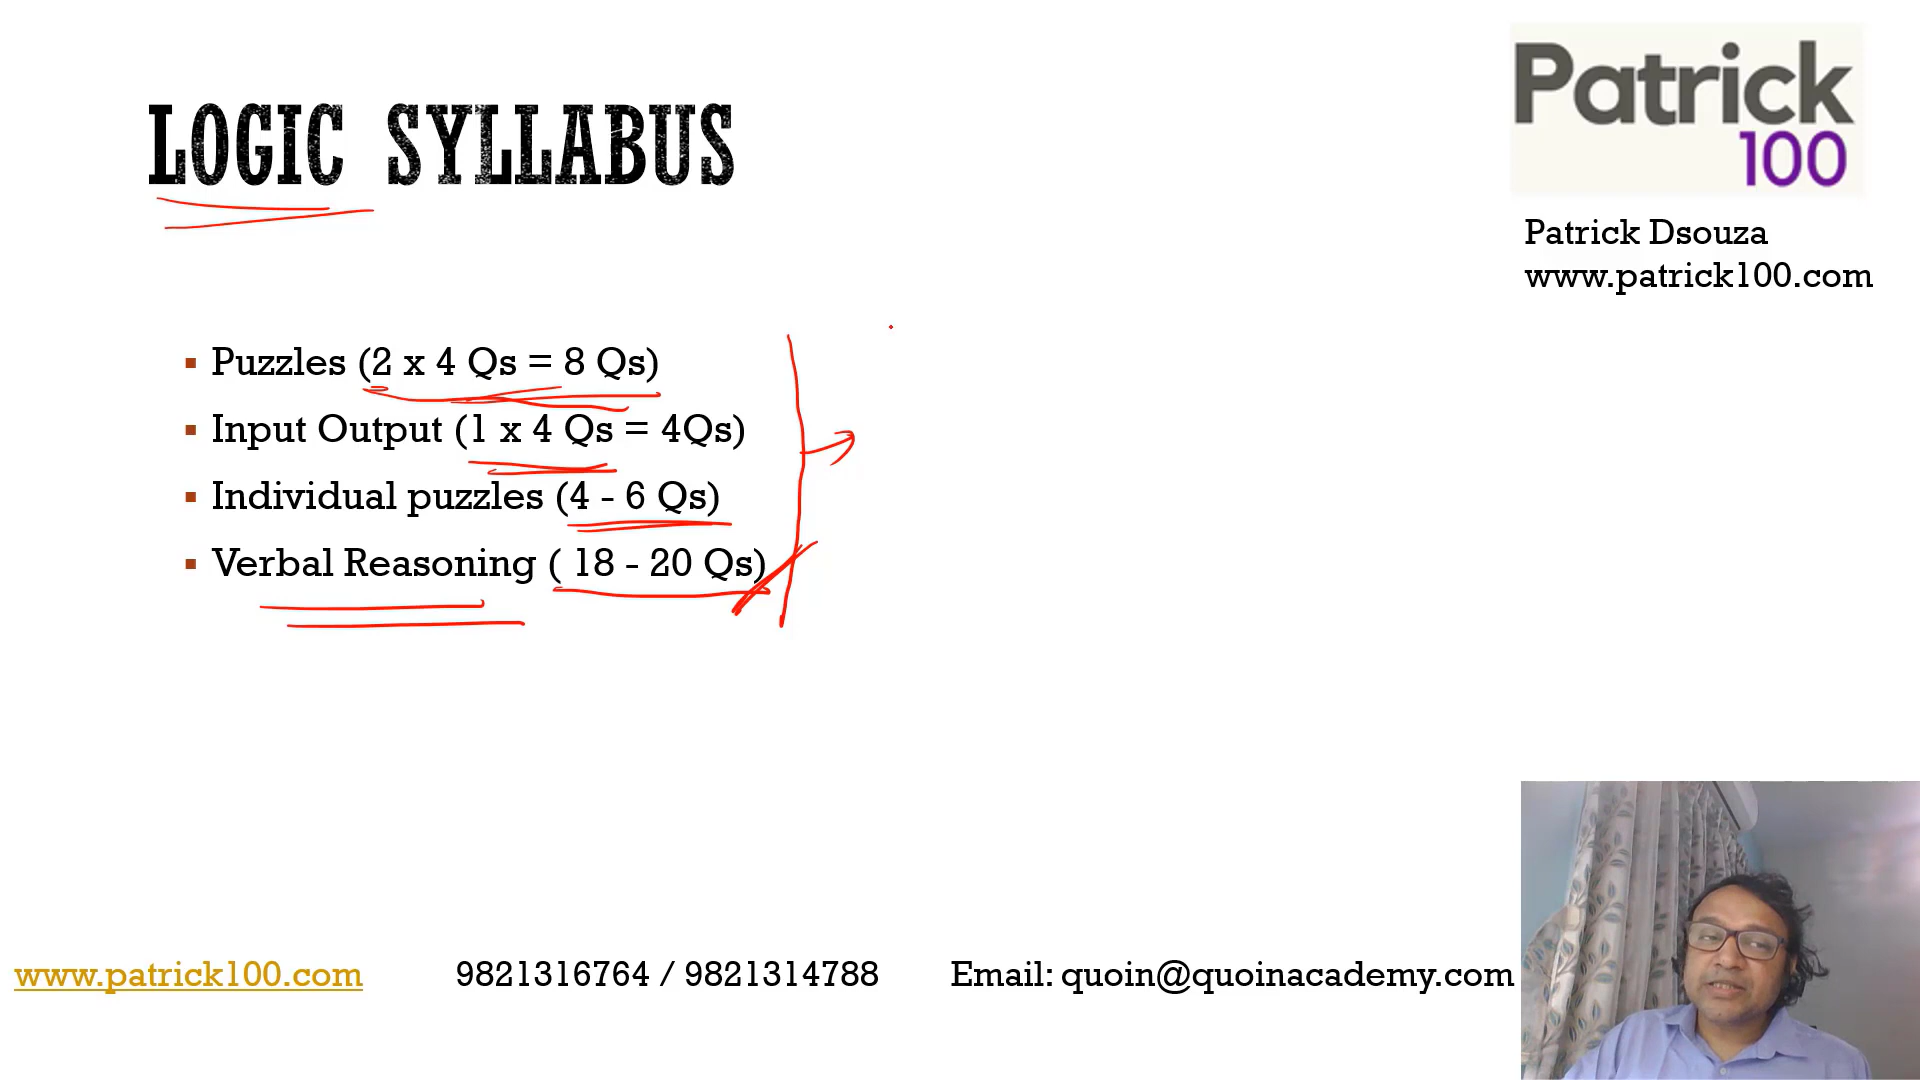 LOGIC SYLLABUS
Patrick
100
Patrick Dsouza
www.patrick100.com
▪ Puzzles (2 x 4 Qs = 8 Qs)
▪ Input Output (1 x 4 Qs = 4Qs)
▪ Individual puzzles (4 - 6 Qs)
▪ Verbal Reasoning ( 18 - 20 Qs)
www.patrick100.com 9821316764 / 9821314788 Email: quoin@quoinacademy.com